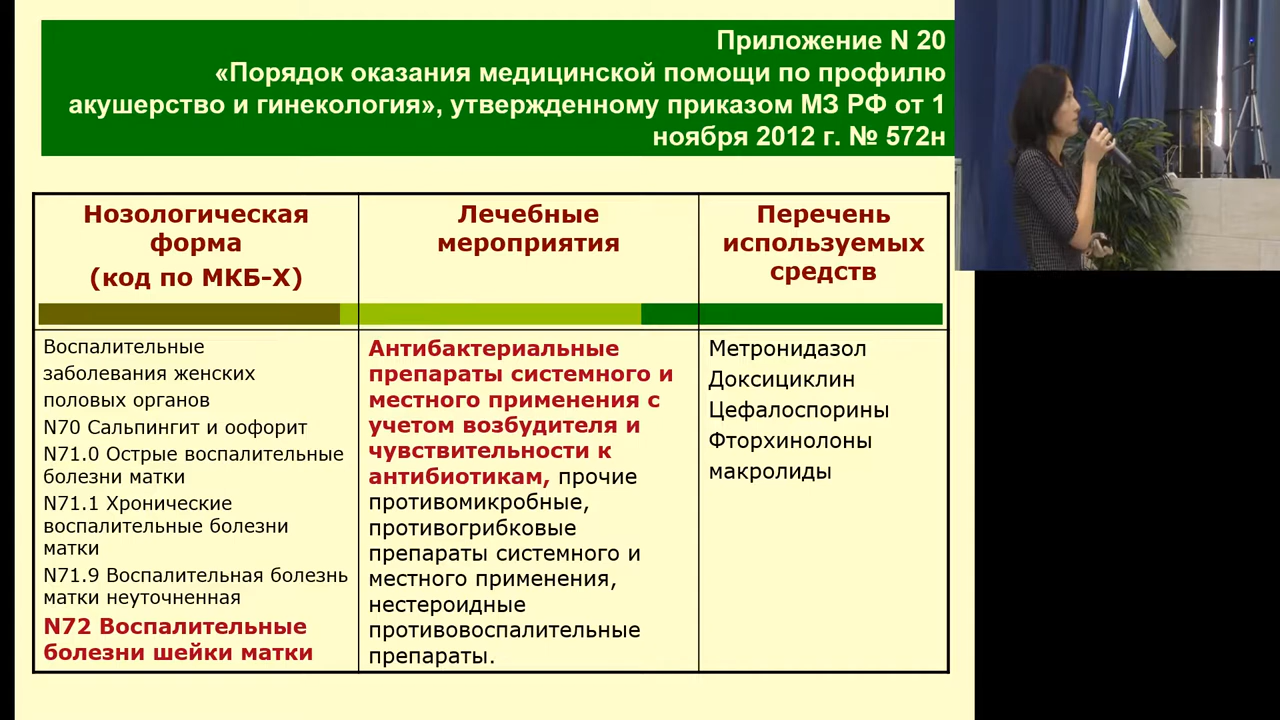 Приложение N 20
«Порядок оказания медицинской помощи по профилю
акушерство и гинекология», утвержденному приказом МЗ РФ от 1
ноября 2012 г. № 572н
Нозологическая
форма
(код по МКБ-X)
Лечебные
мероприятия
Перечень
используемых
средств
Воспалительные
заболевания женских
половых органов
N70 Сальпингит и оофорит
N71.0 Острые воспалительные
болезни матки
N71.1 Хронические
воспалительные болезни
матки
N71.9 Воспалительная болезнь
матки неуточненная
N72 Воспалительные
болезни шейки матки
Антибактериальные
препараты системного и
местного применения с
учетом возбудителя и
чувствительности к
антибиотикам, прочие
противомикробные,
противогрибковые
препараты системного и
местного применения,
нестероидные
противовоспалительные
препараты.
Метронидазол
Доксициклин
Цефалоспорины
Фторхинолоны
макролиды